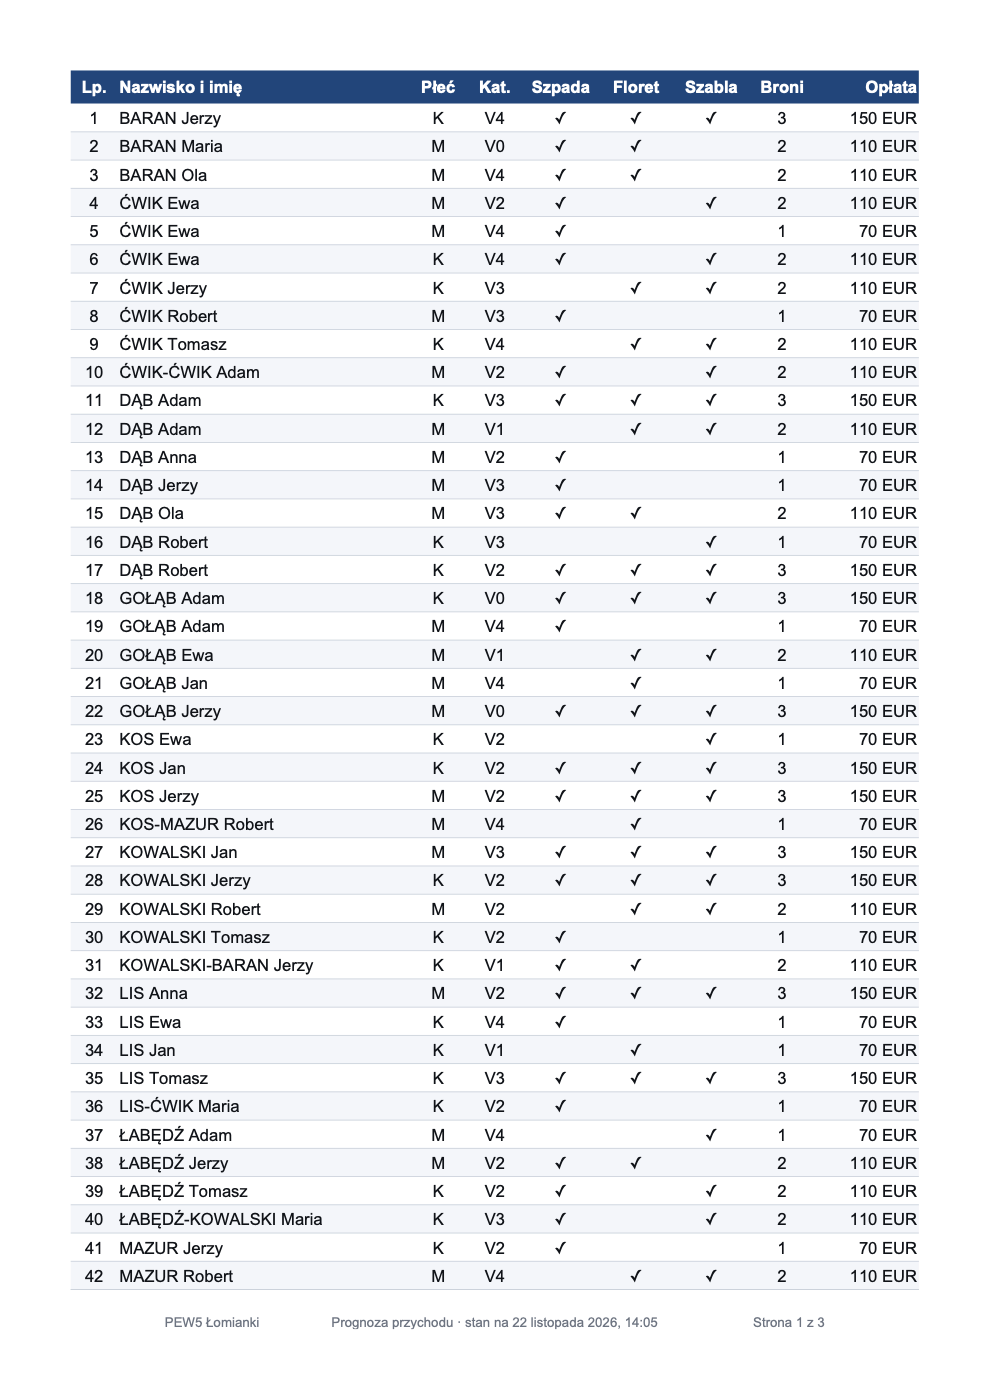 Lp. Nazwisko i imię Płeć Kat. Szpada Floret Szabla Broni Opłata
1 BARAN Jerzy K V4 ✓ ✓ ✓ 3 150 EUR
2 BARAN Maria M V0 ✓ ✓ 2 110 EUR
3 BARAN Ola M V4 ✓ ✓ 2 110 EUR
4 ĆWIK Ewa M V2 ✓ ✓ 2 110 EUR
5 ĆWIK Ewa M V4 ✓ 1 70 EUR
6 ĆWIK Ewa K V4 ✓ ✓ 2 110 EUR
7 ĆWIK Jerzy K V3 ✓ ✓ 2 110 EUR
8 ĆWIK Robert M V3 ✓ 1 70 EUR
9 ĆWIK Tomasz K V4 ✓ ✓ 2 110 EUR
10 ĆWIK-ĆWIK Adam M V2 ✓ ✓ 2 110 EUR
11 DĄB Adam K V3 ✓ ✓ ✓ 3 150 EUR
12 DĄB Adam M V1 ✓ ✓ 2 110 EUR
13 DĄB Anna M V2 ✓ 1 70 EUR
14 DĄB Jerzy M V3 ✓ 1 70 EUR
15 DĄB Ola M V3 ✓ ✓ 2 110 EUR
16 DĄB Robert K V3 ✓ 1 70 EUR
17 DĄB Robert K V2 ✓ ✓ ✓ 3 150 EUR
18 GOŁĄB Adam K V0 ✓ ✓ ✓ 3 150 EUR
19 GOŁĄB Adam M V4 ✓ 1 70 EUR
20 GOŁĄB Ewa M V1 ✓ ✓ 2 110 EUR
21 GOŁĄB Jan M V4 ✓ 1 70 EUR
22 GOŁĄB Jerzy M V0 ✓ ✓ ✓ 3 150 EUR
23 KOS Ewa K V2 ✓ 1 70 EUR
24 KOS Jan K V2 ✓ ✓ ✓ 3 150 EUR
25 KOS Jerzy M V2 ✓ ✓ ✓ 3 150 EUR
26 KOS-MAZUR Robert M V4 ✓ 1 70 EUR
27 KOWALSKI Jan M V3 ✓ ✓ ✓ 3 150 EUR
28 KOWALSKI Jerzy K V2 ✓ ✓ ✓ 3 150 EUR
29 KOWALSKI Robert M V2 ✓ ✓ 2 110 EUR
30 KOWALSKI Tomasz K V2 ✓ 1 70 EUR
31 KOWALSKI-BARAN Jerzy K V1 ✓ ✓ 2 110 EUR
32 LIS Anna M V2 ✓ ✓ ✓ 3 150 EUR
33 LIS Ewa K V4 ✓ 1 70 EUR
34 LIS Jan K V1 ✓ 1 70 EUR
35 LIS Tomasz K V3 ✓ ✓ ✓ 3 150 EUR
36 LIS-ĆWIK Maria K V2 ✓ 1 70 EUR
37 ŁABĘDŹ Adam M V4 ✓ 1 70 EUR
38 ŁABĘDŹ Jerzy M V2 ✓ ✓ 2 110 EUR
39 ŁABĘDŹ Tomasz K V2 ✓ ✓ 2 110 EUR
40 ŁABĘDŹ-KOWALSKI Maria K V3 ✓ ✓ 2 110 EUR
41 MAZUR Jerzy K V2 ✓ 1 70 EUR
42 MAZUR Robert M V4 ✓ ✓ 2 110 EUR
PEW5 Łomianki Prognoza przychodu · stan na 22 listopada 2026, 14:05 Strona 1 z 3